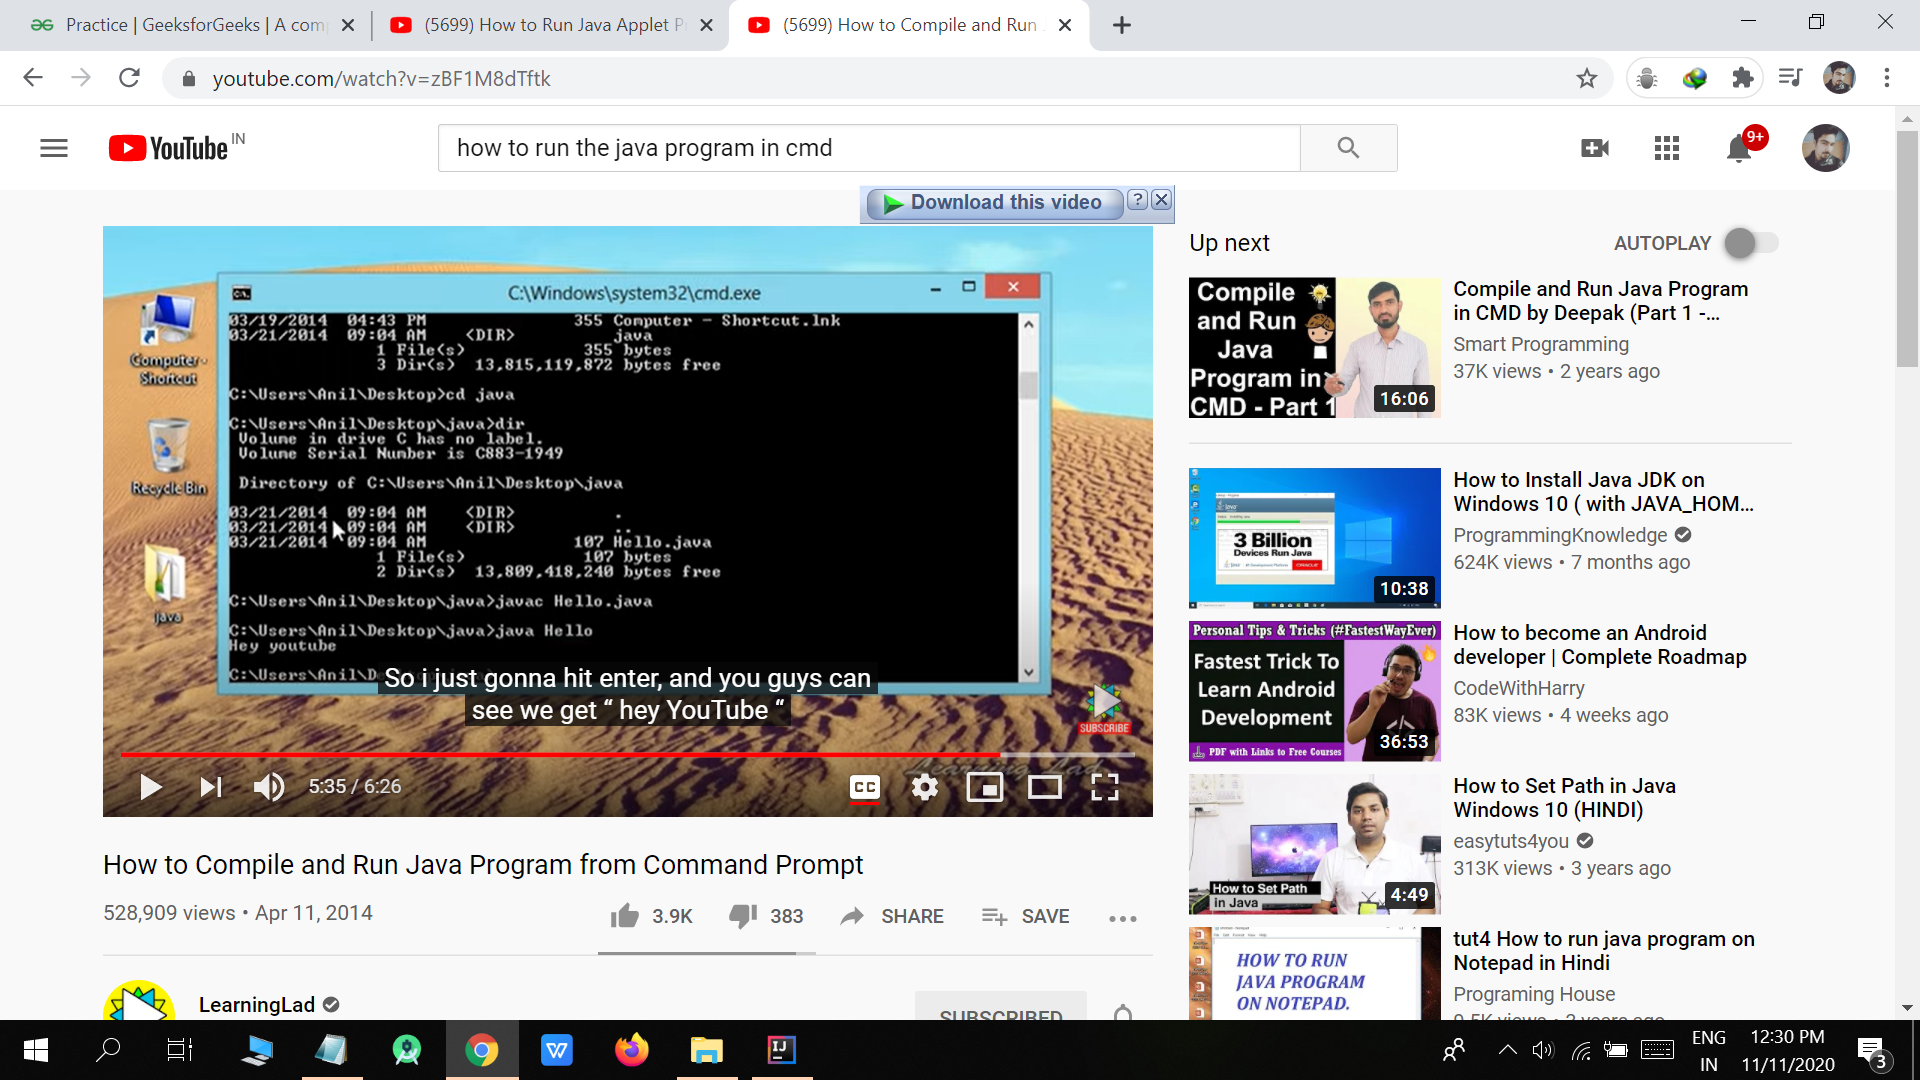 Practice | GeeksforGeeks | A com
(5699) How to Run Java Applet P
(5699) How to Compile and Run
youtube.com/watch?v=zBF1M8dTftk
YouTube IN
how to run the java program in cmd
9+
Download this video ? X
C:\Windows\system32\cmd.exe
03/19/2014 04:43 PM 355 Computer - Shortcut.lnk
03/21/2014 09:04 AM <DIR> java
1 File(s) 355 bytes
3 Dir(s) 13,815,119,872 bytes free
C:\Users\Anil\Desktop>cd java
C:\Users\Anil\Desktop\java>dir
Volume in drive C has no label.
Volume Serial Number is C883-1949
Directory of C:\Users\Anil\Desktop\java
03/21/2014 09:04 AM <DIR> .
03/21/2014 09:04 AM <DIR> ..
03/21/2014 09:04 AM 107 Hello.java
1 File(s) 107 bytes
2 Dir(s) 13,809,418,240 bytes free
C:\Users\Anil\Desktop\java>javac Hello.java
C:\Users\Anil\Desktop\java>java Hello
Hey youtube
C:\Users\Anil\D
Computer -
Shortcut
Recycle Bin
java
So i just gonna hit enter, and you guys can
see we get “ hey YouTube “
SUBSCRIBE
Learning Lad
5:35 / 6:26
CC
How to Compile and Run Java Program from Command Prompt
528,909 views • Apr 11, 2014
3.9K 383 SHARE SAVE
LearningLad
SUBSCRIBED
Up next
AUTOPLAY
Compile
and Run
Java
Program in
CMD - Part 1
16:06
Compile and Run Java Program
in CMD by Deepak (Part 1 -...
Smart Programming
37K views • 2 years ago
Java
3 Billion
Devices Run Java
ORACLE
10:38
How to Install Java JDK on
Windows 10 ( with JAVA_HOM...
ProgrammingKnowledge
624K views • 7 months ago
Personal Tips & Tricks (#FastestWayEver)
Fastest Trick To
Learn Android
Development
PDF with Links to Free Courses
36:53
How to become an Android
developer | Complete Roadmap
CodeWithHarry
83K views • 4 weeks ago
How to Set Path
in Java
4:49
How to Set Path in Java
Windows 10 (HINDI)
easytuts4you
313K views • 3 years ago
HOW TO RUN
JAVA PROGRAM
ON NOTEPAD.
tut4 How to run java program on
Notepad in Hindi
Programing House
9.5K views • 3 years ago
IJ
ENG
IN
12:30 PM
11/11/2020
3